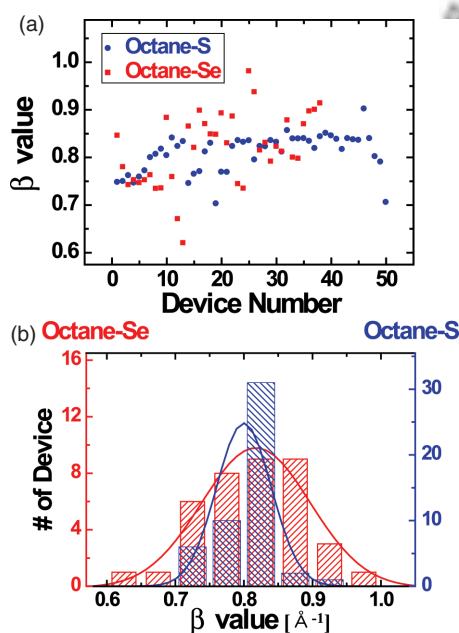 (a)
Octane-S
Octane-Se
β value
1.0
0.9
0.8
0.7
0.6
0 10 20 30 40 50
Device Number
(b) Octane-Se Octane-S
# of Device
16
12
8
4
0
30
20
10
0
0.6 0.7 0.8 0.9 1.0
β value [Å-1]